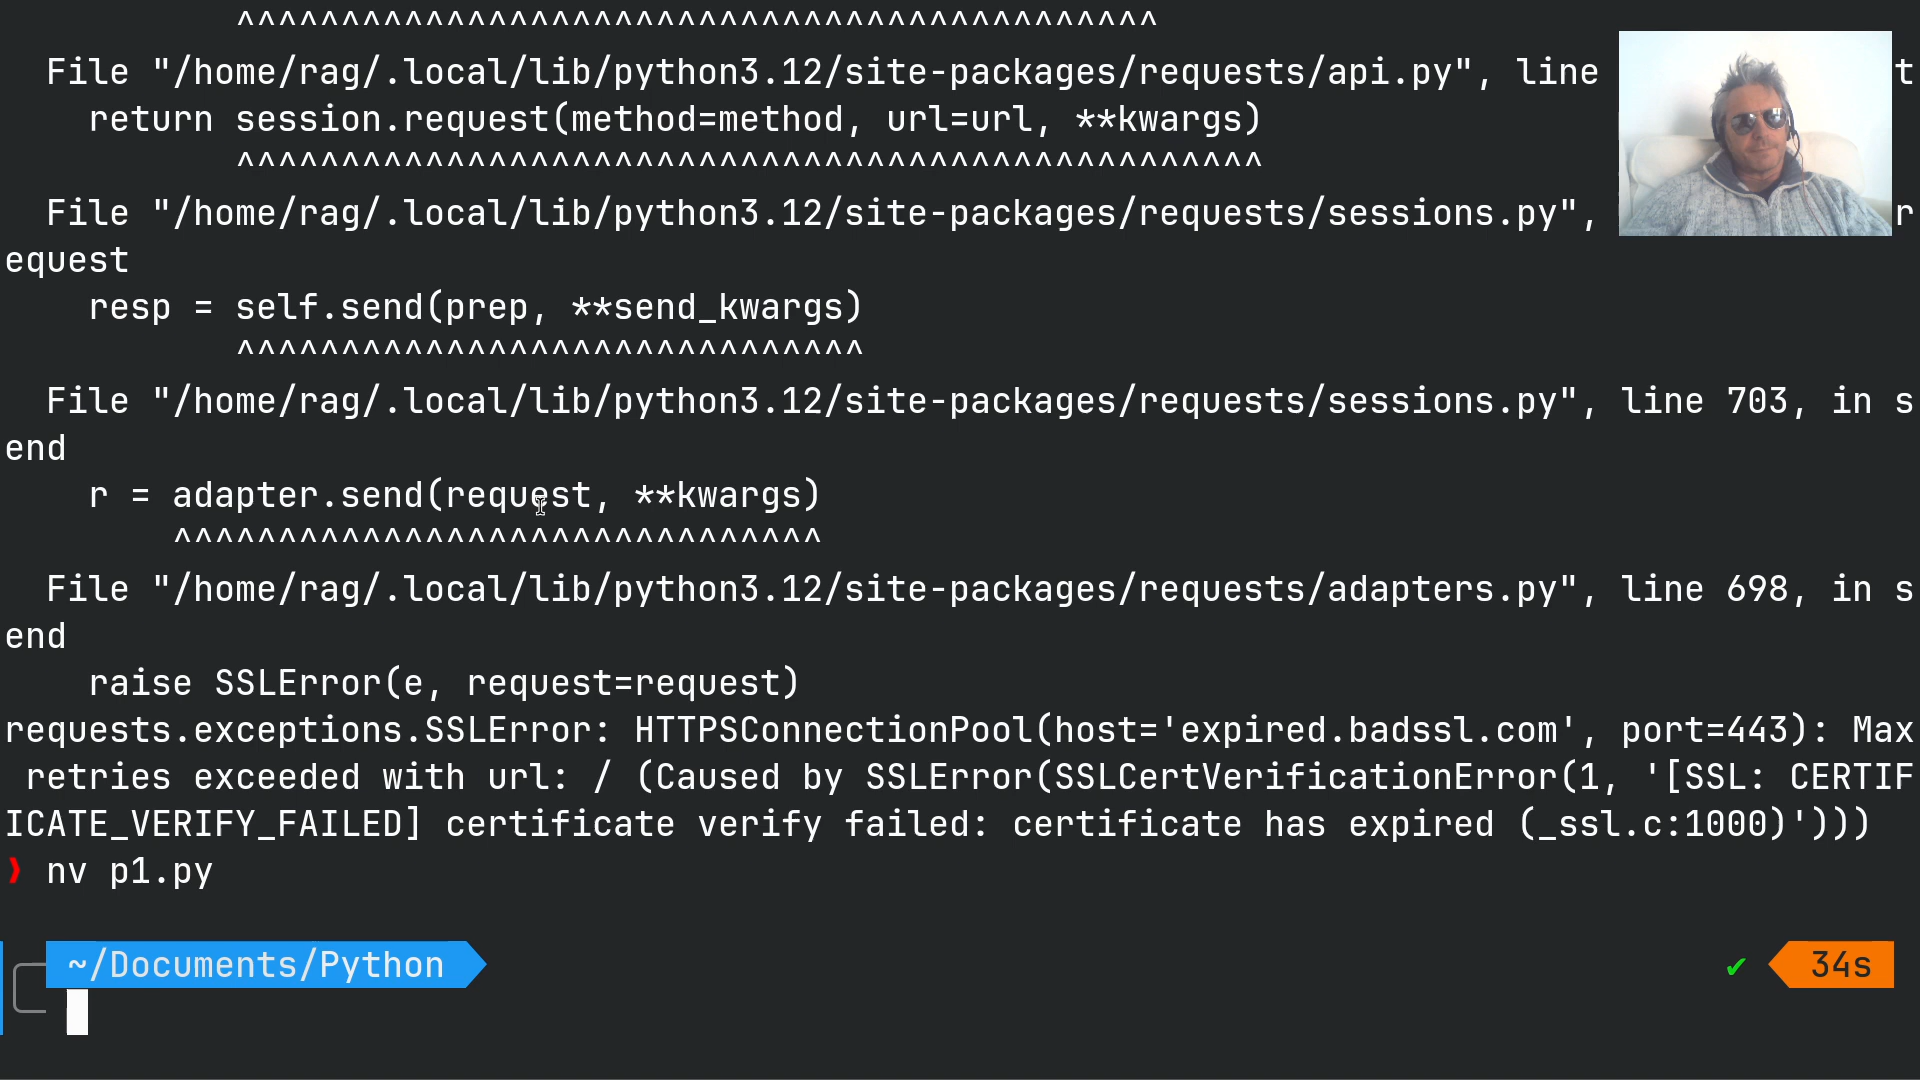 File "/home/rag/.local/lib/python3.12/site-packages/requests/api.py", line t
return session.request(method=method, url=url, **kwargs)
^^^^^^^^^^^^^^^^^^^^^^^^^^^^^^^^^^^^^^^^^^^^^^^^^
File "/home/rag/.local/lib/python3.12/site-packages/requests/sessions.py", r
equest
resp = self.send(prep, **send_kwargs)
^^^^^^^^^^^^^^^^^^^^^^^^^^^^^^
File "/home/rag/.local/lib/python3.12/site-packages/requests/sessions.py", line 703, in s
end
r = adapter.send(request, **kwargs)
^^^^^^^^^^^^^^^^^^^^^^^^^^^^^^^
File "/home/rag/.local/lib/python3.12/site-packages/requests/adapters.py", line 698, in s
end
raise SSLError(e, request=request)
requests.exceptions.SSLError: HTTPSConnectionPool(host='expired.badssl.com', port=443): Max
retries exceeded with url: / (Caused by SSLError(SSLCertVerificationError(1, '[SSL: CERTIF
ICATE_VERIFY_FAILED] certificate verify failed: certificate has expired (_ssl.c:1000)')))
❱ nv p1.py
~/Documents/Python ✔ 34s